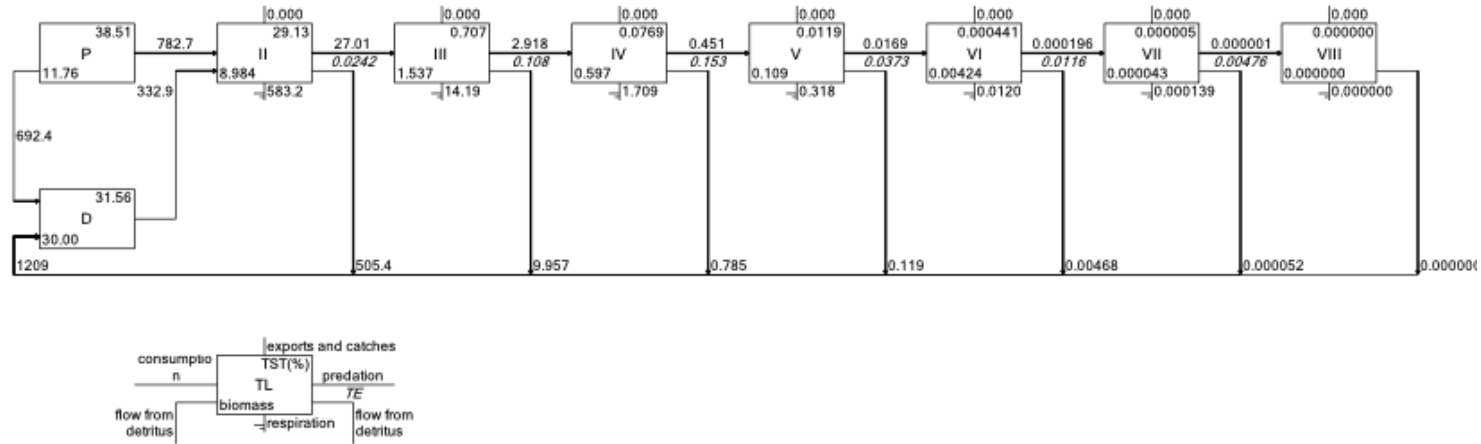 0.000 0.000 0.000 0.000 0.000 0.000 0.000
38.51 29.13 0.707 0.0769 0.0119 0.000441 0.000005 0.000000
782.7 27.01 2.918 0.451 0.0169 0.000196 0.000001
P II III IV V VI VII VIII
0.0242 0.108 0.153 0.0373 0.0116 0.00476
11.76 8.984 1.537 0.597 0.109 0.00424 0.000043 0.000000
332.9 583.2 14.19 1.709 0.318 0.0120 0.000139 0.000000
692.4
31.56
D
30.00
1209 505.4 9.957 0.785 0.119 0.00468 0.000052 0.000000
exports and catches
consumptio TST(%)
n TL predation
TE
biomass
flow from respiration flow from
detritus detritus